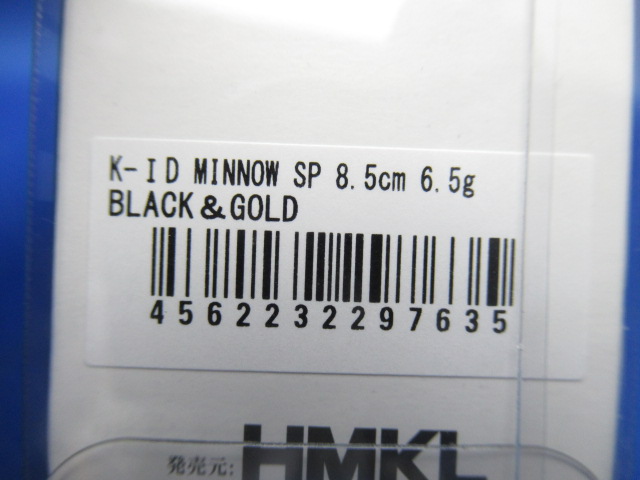 K-ID MINNOW SP 8.5cm 6.5g
BLACK&GOLD
4562232297635
発売元: HMKL